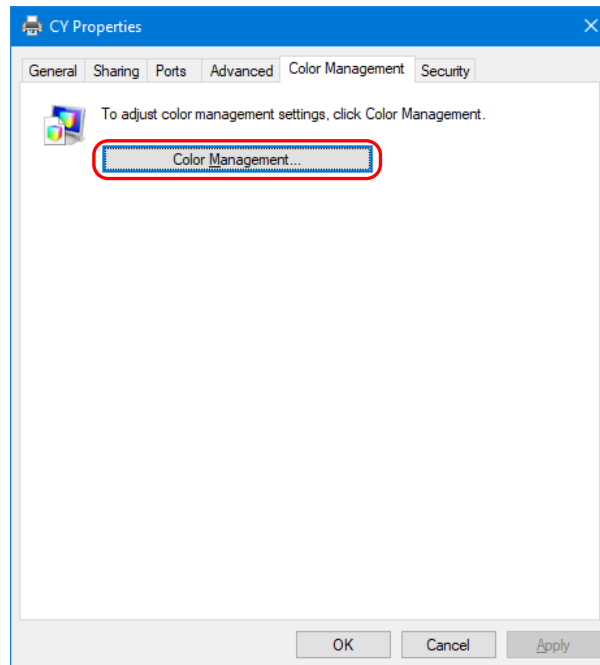 CY Properties
General Sharing Ports Advanced Color Management Security
To adjust color management settings, click Color Management.
Color Management...
OK Cancel Apply